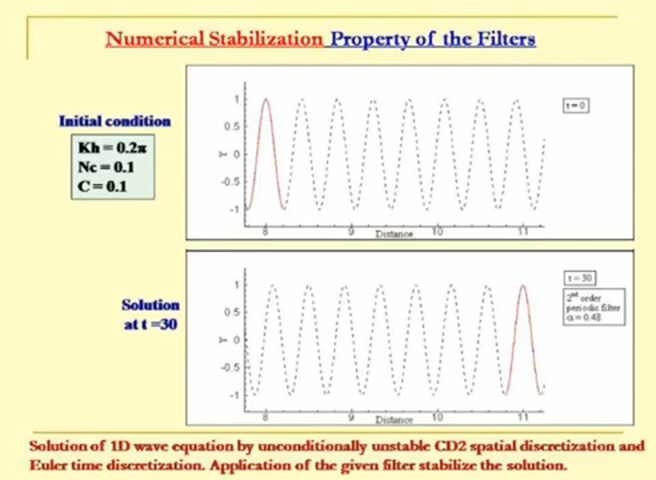 Numerical Stabilization Property of the Filters
Initial condition
Kh = 0.2π
Nc = 0.1
C = 0.1
t = 0
1
0.5
Y 0
-0.5
-1
8 9 10 11
Distance
Solution
at t =30
t = 30
2nd order
periodic filter
α = 0.48
1
0.5
Y 0
-0.5
-1
8 9 10 11
Distance
Solution of 1D wave equation by unconditionally unstable CD2 spatial discretization and
Euler time discretization. Application of the given filter stabilize the solution.